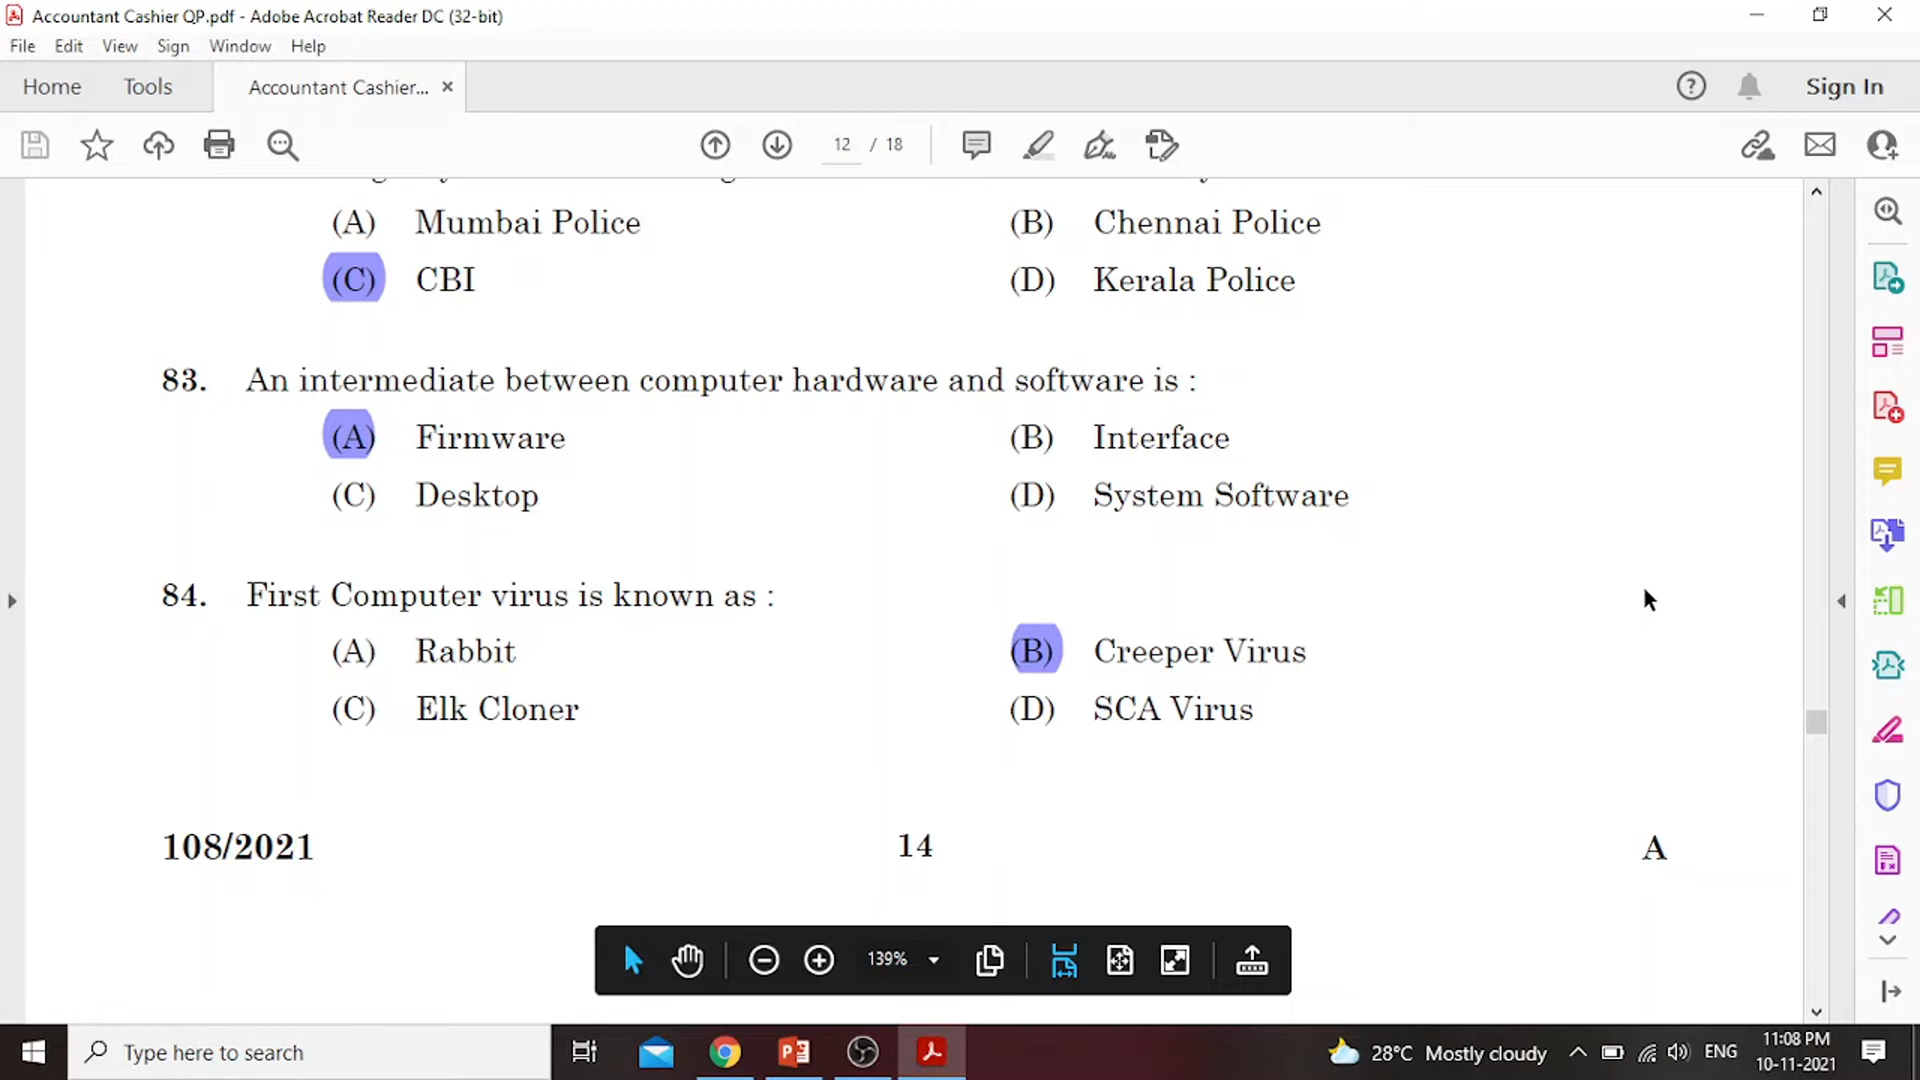 Accountant Cashier QP.pdf - Adobe Acrobat Reader DC (32-bit)
File Edit View Sign Window Help
Home Tools Accountant Cashier... × Sign In
12 / 18
(A) Mumbai Police (B) Chennai Police
(C) CBI (D) Kerala Police
83. An intermediate between computer hardware and software is :
(A) Firmware (B) Interface
(C) Desktop (D) System Software
84. First Computer virus is known as :
(A) Rabbit (B) Creeper Virus
(C) Elk Cloner (D) SCA Virus
108/2021 14 A
139%
Type here to search 28°C Mostly cloudy ENG 11:08 PM
10-11-2021